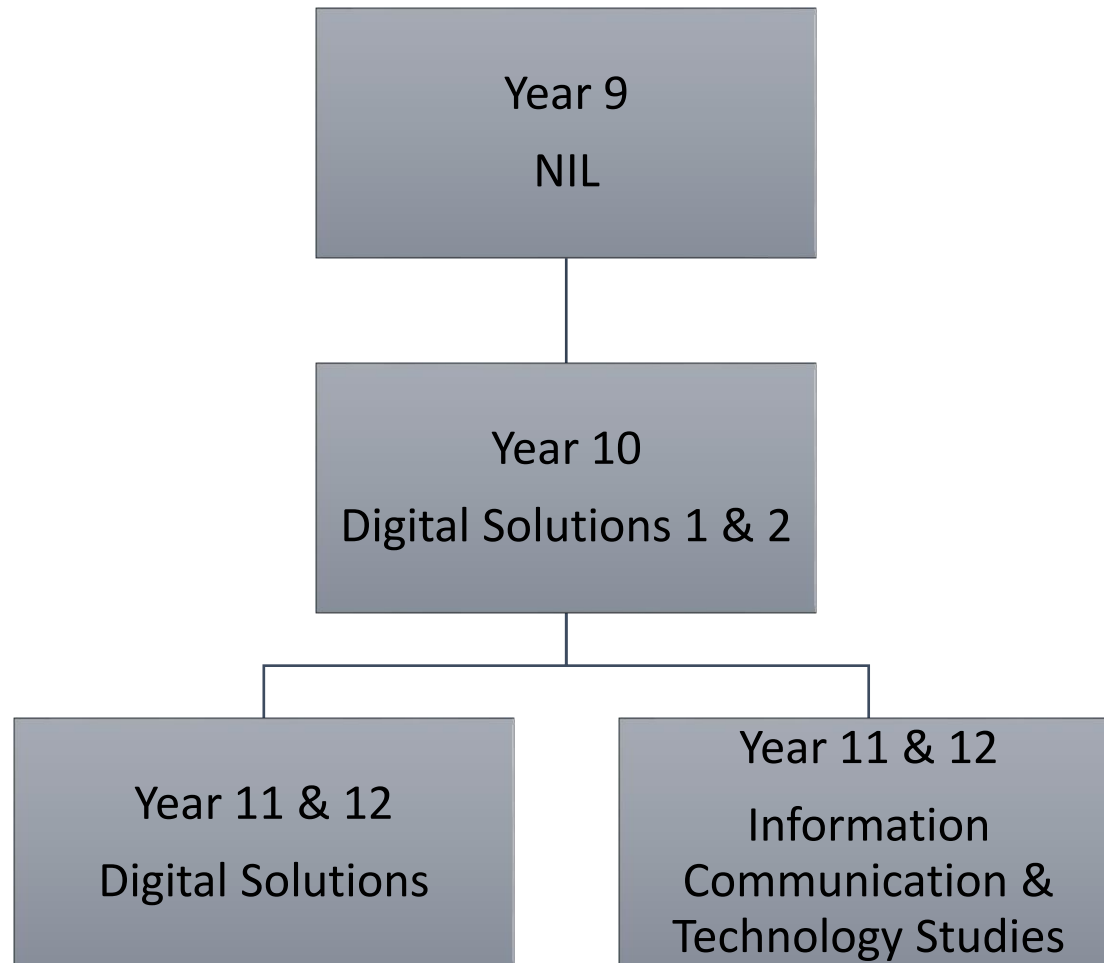 Year 9
NIL
Year 10
Digital Solutions 1 & 2
Year 11 & 12
Digital Solutions
Year 11 & 12
Information
Communication &
Technology Studies